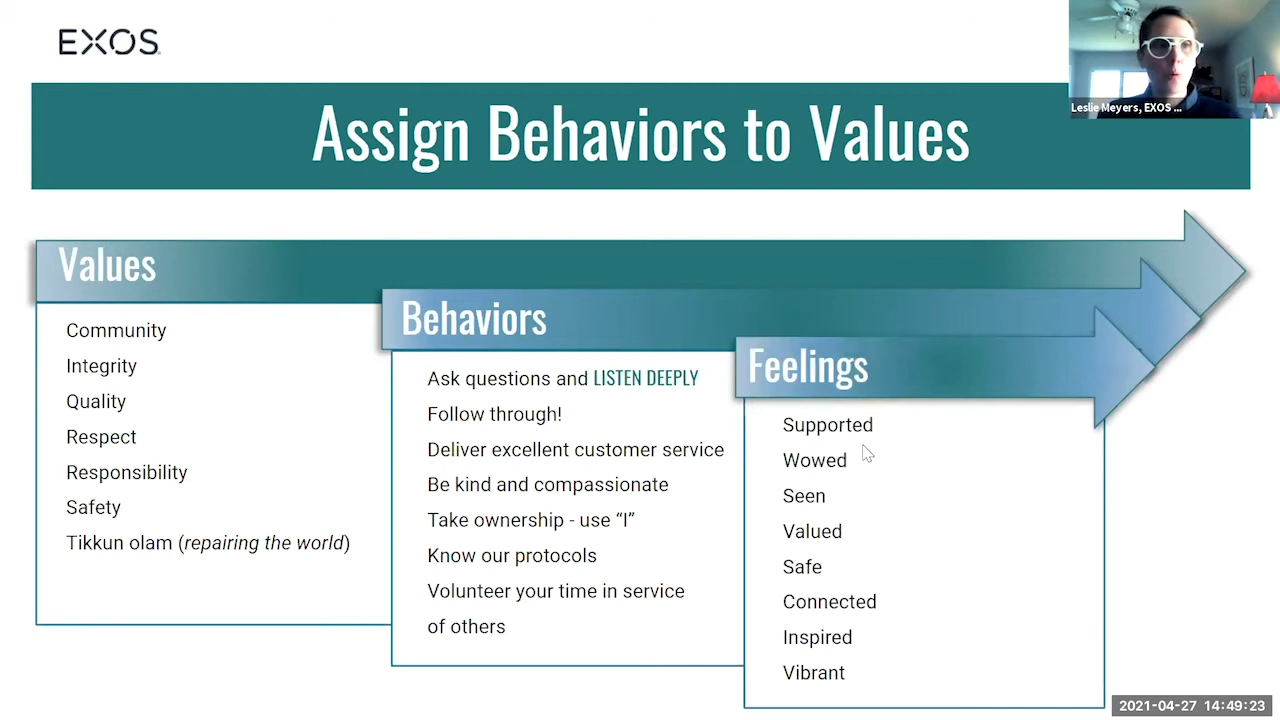 EXOS
Leslie Meyers, EXOS ...
Assign Behaviors to Values
Values
Community
Integrity
Quality
Respect
Responsibility
Safety
Tikkun olam (repairing the world)
Behaviors
Ask questions and LISTEN DEEPLY
Follow through!
Deliver excellent customer service
Be kind and compassionate
Take ownership - use “I”
Know our protocols
Volunteer your time in service
of others
Feelings
Supported
Wowed
Seen
Valued
Safe
Connected
Inspired
Vibrant
2021-04-27 14:49:23